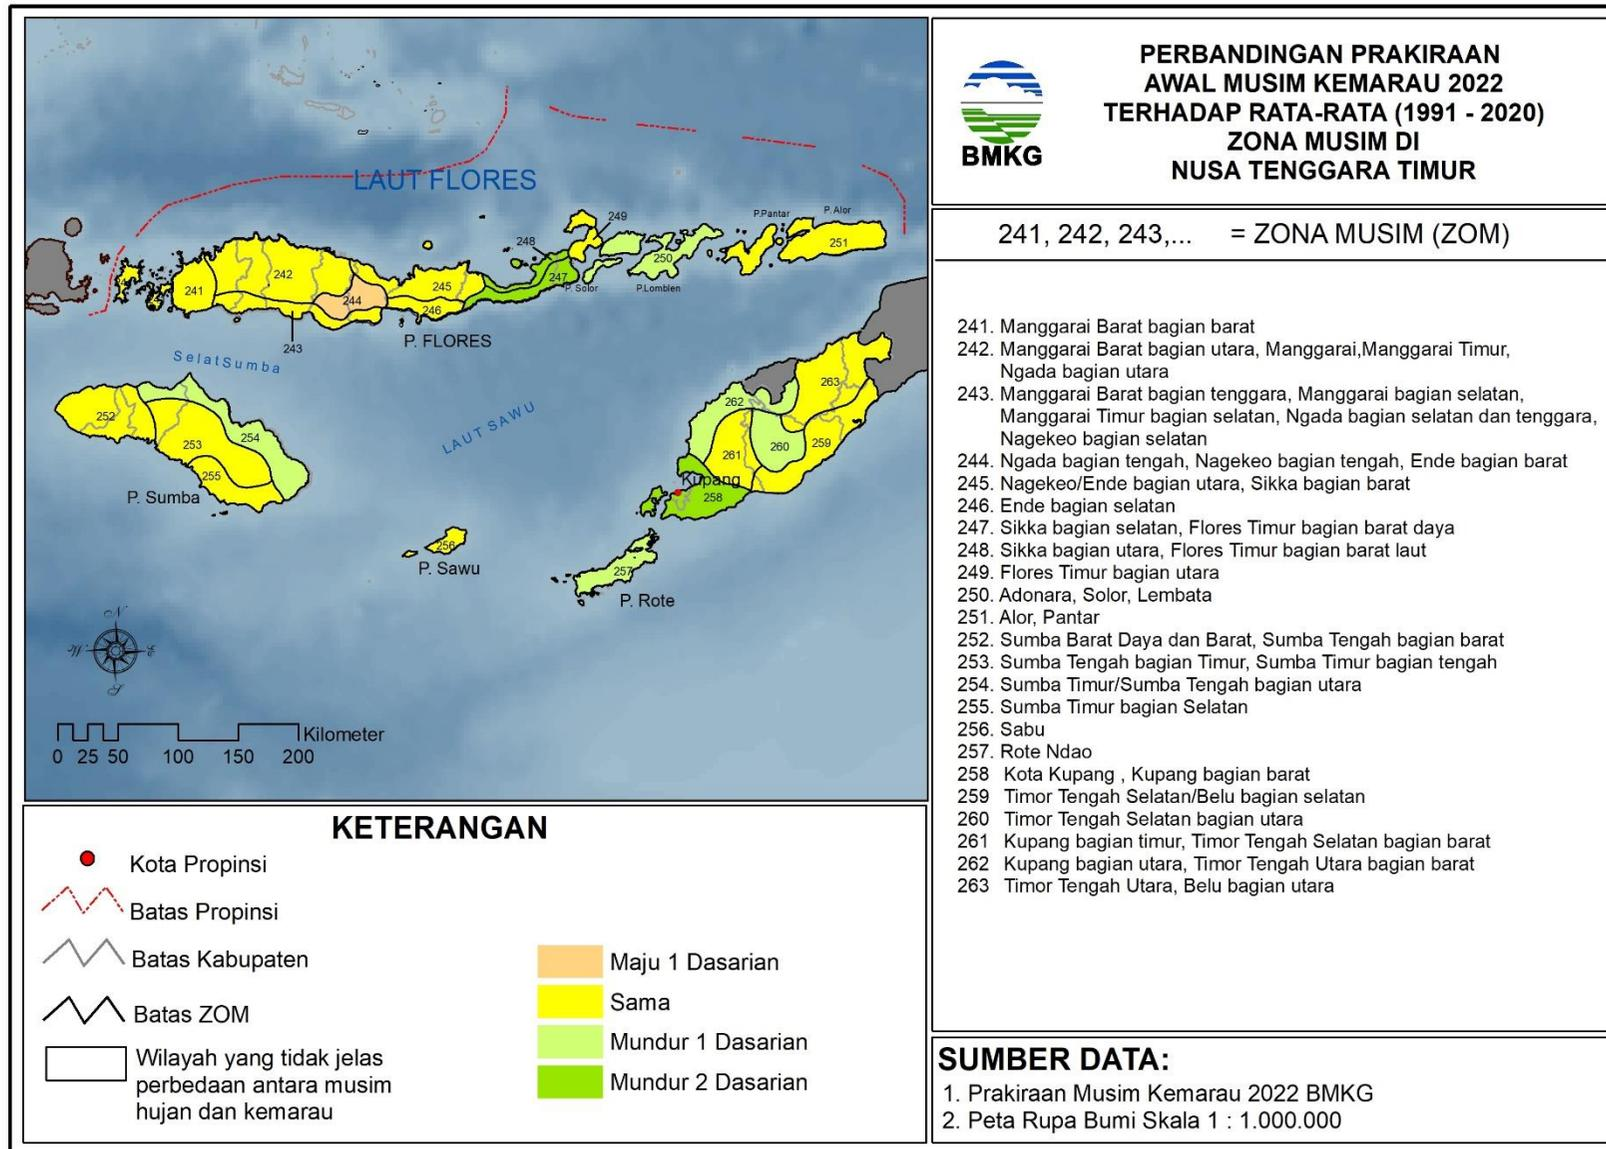 PERBANDINGAN PRAKIRAAN
AWAL MUSIM KEMARAU 2022
TERHADAP RATA-RATA (1991 - 2020)
ZONA MUSIM DI
NUSA TENGGARA TIMUR
BMKG
241, 242, 243,... = ZONA MUSIM (ZOM)
241. Manggarai Barat bagian barat
242. Manggarai Barat bagian utara, Manggarai,Manggarai Timur,
Ngada bagian utara
243. Manggarai Barat bagian tenggara, Manggarai bagian selatan,
Manggarai Timur bagian selatan, Ngada bagian selatan dan tenggara,
Nagekeo bagian selatan
244. Ngada bagian tengah, Nagekeo bagian tengah, Ende bagian barat
245. Nagekeo/Ende bagian utara, Sikka bagian barat
246. Ende bagian selatan
247. Sikka bagian selatan, Flores Timur bagian barat daya
248. Sikka bagian utara, Flores Timur bagian barat laut
249. Flores Timur bagian utara
250. Adonara, Solor, Lembata
251. Alor, Pantar
252. Sumba Barat Daya dan Barat, Sumba Tengah bagian barat
253. Sumba Tengah bagian Timur, Sumba Timur bagian tengah
254. Sumba Timur/Sumba Tengah bagian utara
255. Sumba Timur bagian Selatan
256. Sabu
257. Rote Ndao
258 Kota Kupang , Kupang bagian barat
259 Timor Tengah Selatan/Belu bagian selatan
260 Timor Tengah Selatan bagian utara
261 Kupang bagian timur, Timor Tengah Selatan bagian barat
262 Kupang bagian utara, Timor Tengah Utara bagian barat
263 Timor Tengah Utara, Belu bagian utara
SUMBER DATA:
1. Prakiraan Musim Kemarau 2022 BMKG
2. Peta Rupa Bumi Skala 1 : 1.000.000
LAUT FLORES
P.Pantar
P. Alor
249
248
251
242
250
247
241
245
P. Solor
P.Lomblen
244
246
243
P. FLORES
SelatSumba
LAUT SAWU
263
262
252
254
253
260
259
261
255
Kupang
258
P. Sumba
256
P. Sawu
257
P. Rote
N
W
E
S
Kilometer
0 25 50 100 150 200
KETERANGAN
Kota Propinsi
Batas Propinsi
Batas Kabupaten
Batas ZOM
Wilayah yang tidak jelas
perbedaan antara musim
hujan dan kemarau
Maju 1 Dasarian
Sama
Mundur 1 Dasarian
Mundur 2 Dasarian